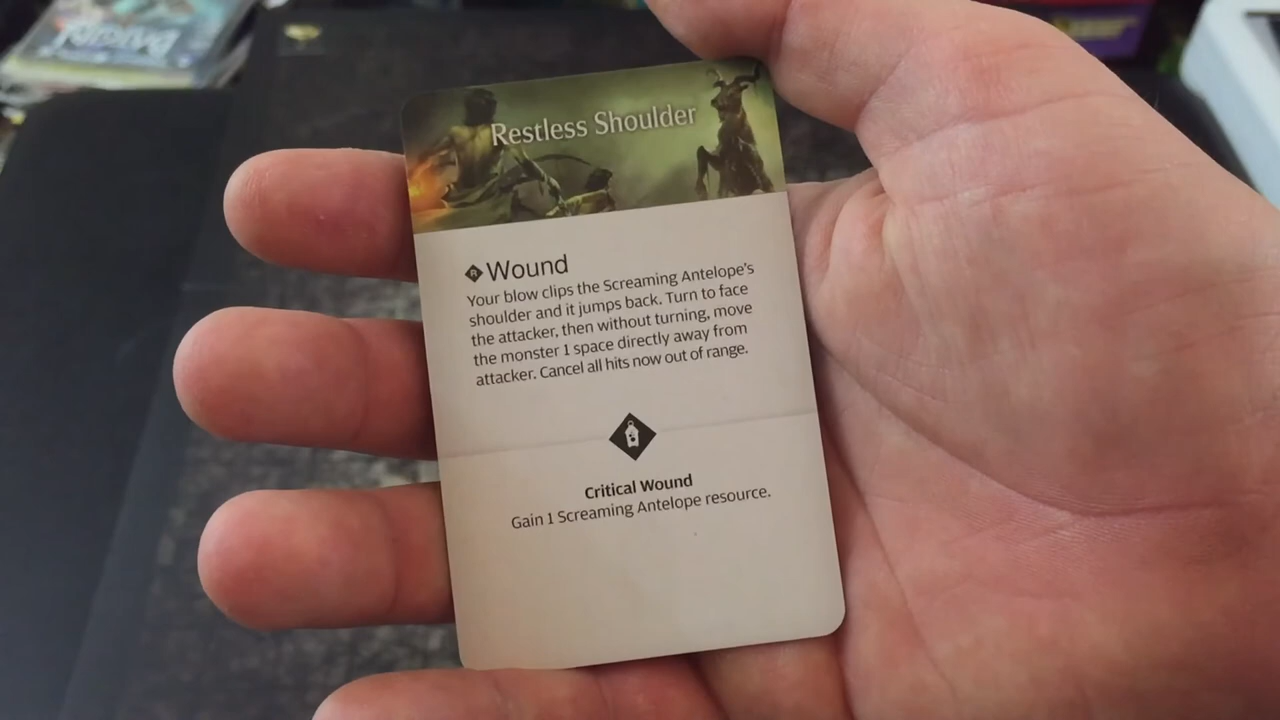 Restless Shoulder
R Wound
Your blow clips the Screaming Antelope's
shoulder and it jumps back. Turn to face
the attacker, then without turning, move
the monster 1 space directly away from
attacker. Cancel all hits now out of range.
Critical Wound
Gain 1 Screaming Antelope resource.